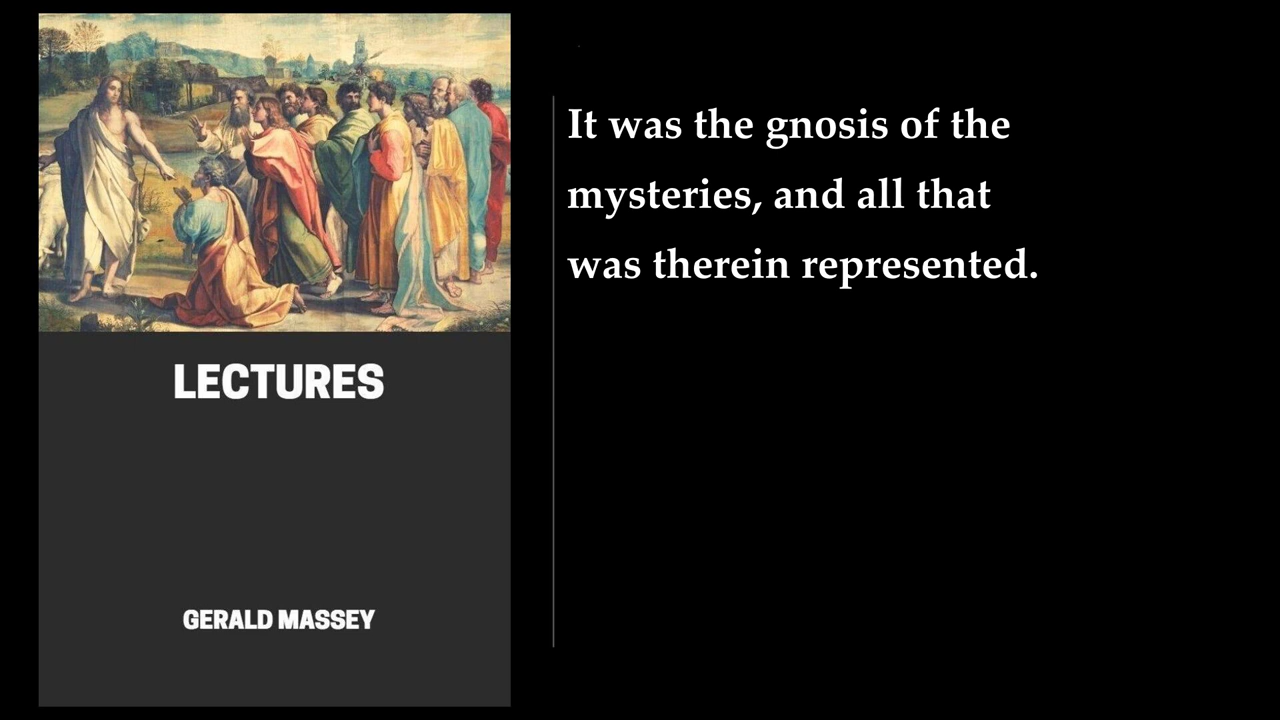 LECTURES
GERALD MASSEY
It was the gnosis of the
mysteries, and all that
was therein represented.